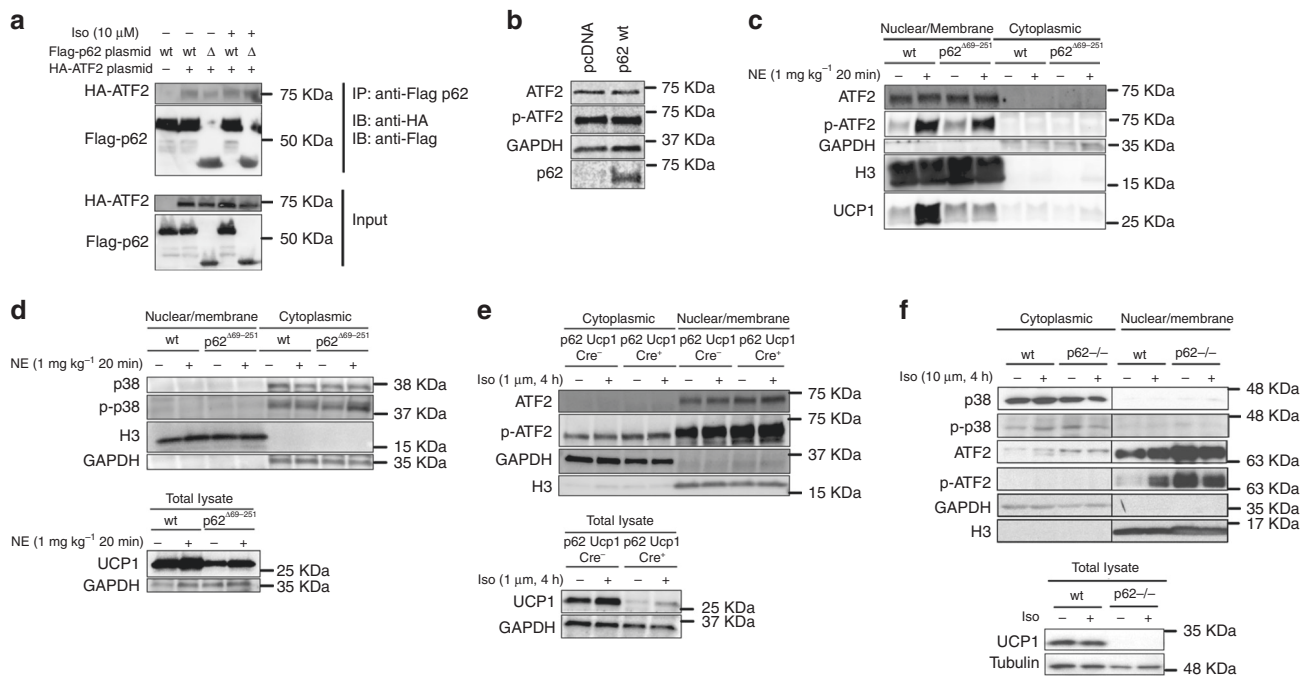 a
Iso (10 µM) – – – + +
Flag-p62 plasmid wt wt Δ wt Δ
HA-ATF2 plasmid – + + + +
HA-ATF2
75 KDa
Flag-p62
50 KDa
IP: anti-Flag p62
IB: anti-HA
IB: anti-Flag
HA-ATF2
75 KDa
Flag-p62
50 KDa
Input
b
pcDNA
p62 wt
ATF2
75 KDa
p-ATF2
75 KDa
GAPDH
37 KDa
p62
75 KDa
c
Nuclear/Membrane Cytoplasmic
wt p62Δ69–251 wt p62Δ69–251
NE (1 mg kg–1 20 min) – + – + – + – +
ATF2
75 KDa
p-ATF2
75 KDa
GAPDH
35 KDa
H3
15 KDa
UCP1
25 KDa
d
Nuclear/membrane Cytoplasmic
wt p62Δ69–251 wt p62Δ69–251
NE (1 mg kg–1 20 min) – + – + – + – +
p38
38 KDa
p-p38
37 KDa
H3
15 KDa
GAPDH
35 KDa
Total lysate
wt p62Δ69–251
NE (1 mg kg–1 20 min) – + – +
UCP1
25 KDa
GAPDH
35 KDa
e
Cytoplasmic Nuclear/membrane
p62 Ucp1 p62 Ucp1 p62 Ucp1 p62 Ucp1
Cre– Cre+ Cre– Cre+
Iso (1 µm, 4 h) – + – + – + – +
ATF2
75 KDa
p-ATF2
75 KDa
GAPDH
37 KDa
H3
15 KDa
Total lysate
p62 Ucp1 p62 Ucp1
Cre– Cre+
Iso (1 µm, 4 h) – + – +
UCP1
25 KDa
GAPDH
37 KDa
f
Cytoplasmic Nuclear/membrane
wt p62–/– wt p62–/–
Iso (10 µm, 4 h) – + – + – + – +
p38
48 KDa
p-p38
48 KDa
ATF2
63 KDa
p-ATF2
63 KDa
GAPDH
35 KDa
H3
17 KDa
Total lysate
wt p62–/–
Iso – + – +
UCP1
35 KDa
Tubulin
48 KDa